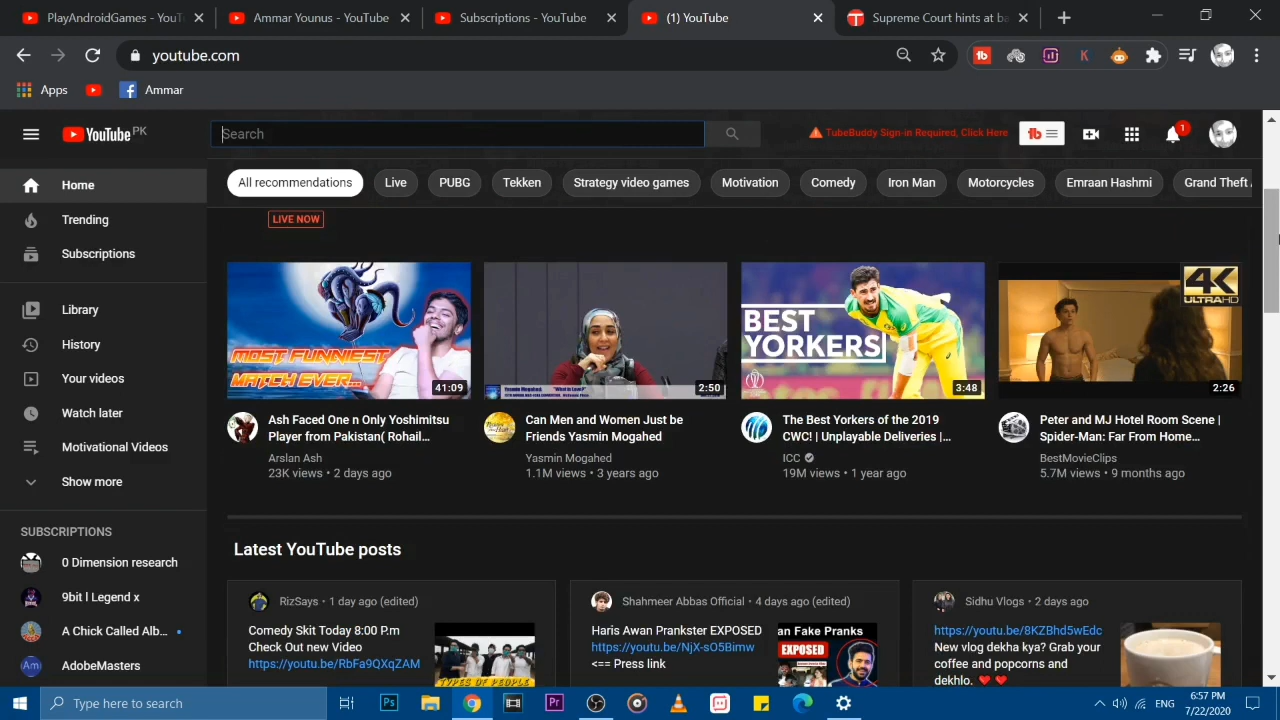 PlayAndroidGames - YouT
Ammar Younus - YouTube
Subscriptions - YouTube
(1) YouTube
Supreme Court hints at ba
youtube.com
Apps
Ammar
YouTube PK
Search
TubeBuddy Sign-in Required, Click Here
tb
1
All recommendations
Live
PUBG
Tekken
Strategy video games
Motivation
Comedy
Iron Man
Motorcycles
Emraan Hashmi
Grand Theft
Home
Trending
Subscriptions
Library
History
Your videos
Watch later
Motivational Videos
Show more
SUBSCRIPTIONS
0 Dimension research
9bit l Legend x
A Chick Called Alb...
AdobeMasters
LIVE NOW
MOST FUNNIEST
MATCH EVER...
41:09
Ash Faced One n Only Yoshimitsu
Player from Pakistan( Rohail...
Arslan Ash
23K views • 2 days ago
2:50
Can Men and Women Just be
Friends Yasmin Mogahed
Yasmin Mogahed
1.1M views • 3 years ago
BEST
YORKERS
3:48
The Best Yorkers of the 2019
CWC! | Unplayable Deliveries |...
ICC
19M views • 1 year ago
4K
ULTRAHD
2:26
Peter and MJ Hotel Room Scene |
Spider-Man: Far From Home...
BestMovieClips
5.7M views • 9 months ago
Latest YouTube posts
RizSays • 1 day ago (edited)
Comedy Skit Today 8:00 P.m
Check Out new Video
https://youtu.be/RbFa9QXqZAM
TYPES OF PEOPLE
Shahmeer Abbas Official • 4 days ago (edited)
Haris Awan Prankster EXPOSED
https://youtu.be/NjX-sO5Bimw
<== Press link
an Fake Pranks
EXPOSED
Sidhu Vlogs • 2 days ago
https://youtu.be/8KZBhd5wEdc
New vlog dekha kya? Grab your
coffee and popcorns and
dekhlo.
Type here to search
Ps
Pr
ENG
6:57 PM
7/22/2020